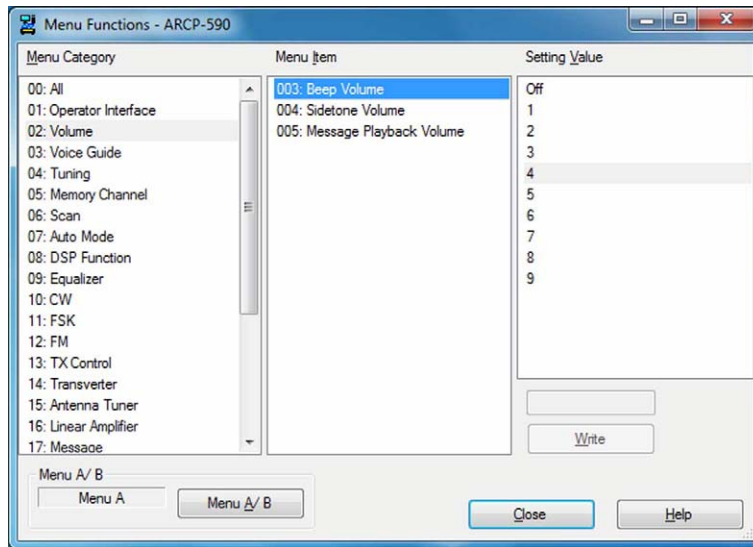 Menu Functions - ARCP-590
Menu Category
00: All
01: Operator Interface
02: Volume
03: Voice Guide
04: Tuning
05: Memory Channel
06: Scan
07: Auto Mode
08: DSP Function
09: Equalizer
10: CW
11: FSK
12: FM
13: TX Control
14: Transverter
15: Antenna Tuner
16: Linear Amplifier
17: Message
Menu Item
003: Beep Volume
004: Sidetone Volume
005: Message Playback Volume
Setting Value
Off
1
2
3
4
5
6
7
8
9
Write
Menu A/ B
Menu A
Menu A/ B
Close
Help